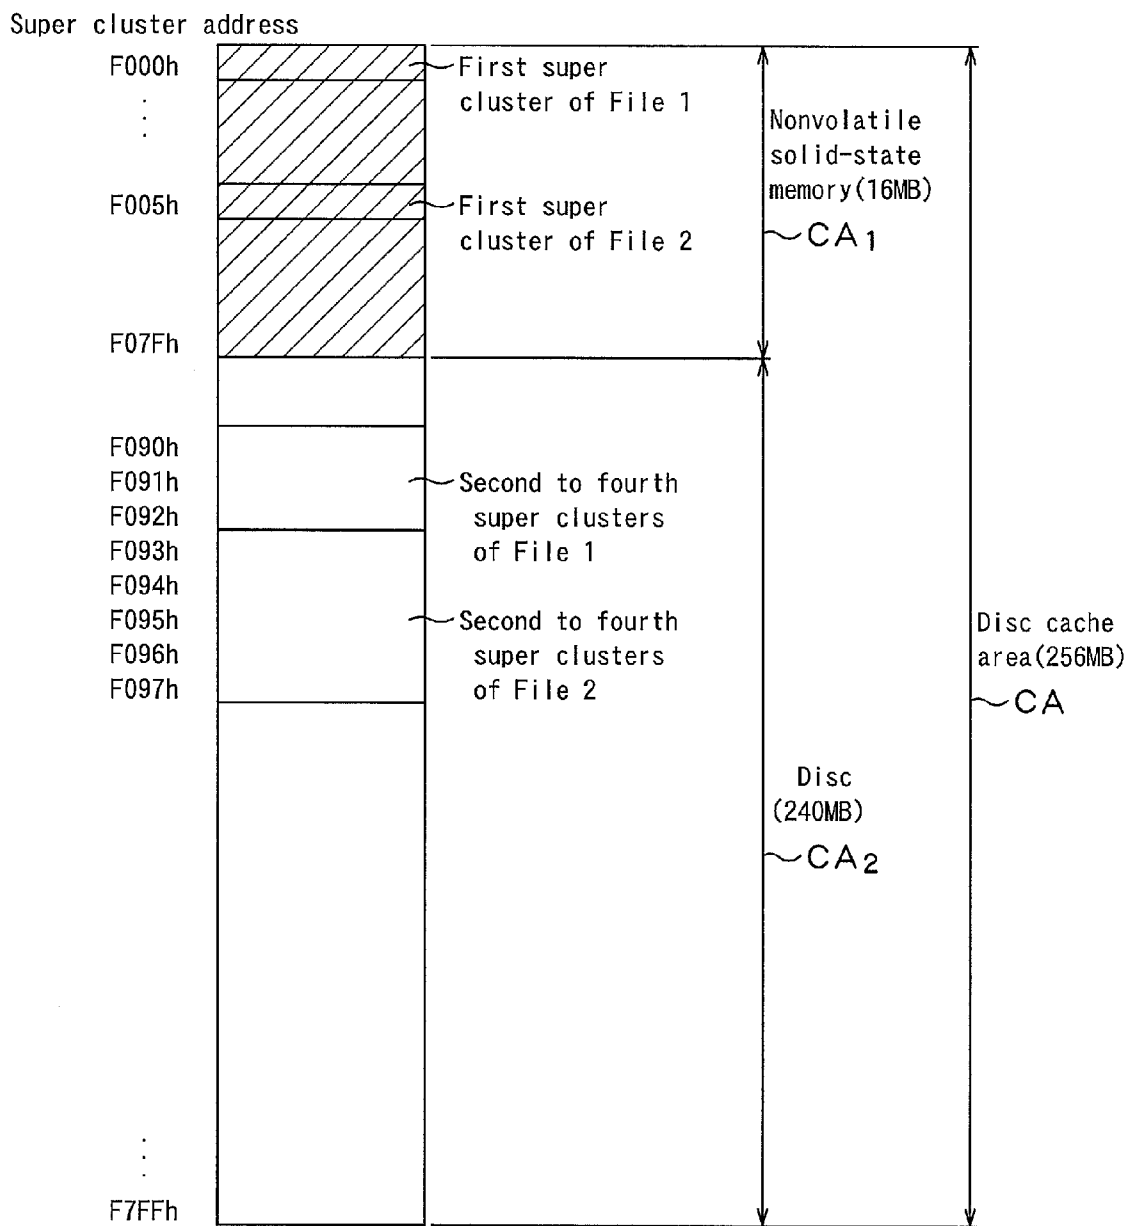 Super cluster address
F000h
First super
cluster of File 1
Nonvolatile
solid-state
memory(16MB)
CA1
F005h
First super
cluster of File 2
F07Fh
F090h
F091h
F092h
F093h
F094h
F095h
F096h
F097h
Second to fourth
super clusters
of File 1
Second to fourth
super clusters
of File 2
Disc cache
area(256MB)
CA
Disc
(240MB)
CA2
F7FFh